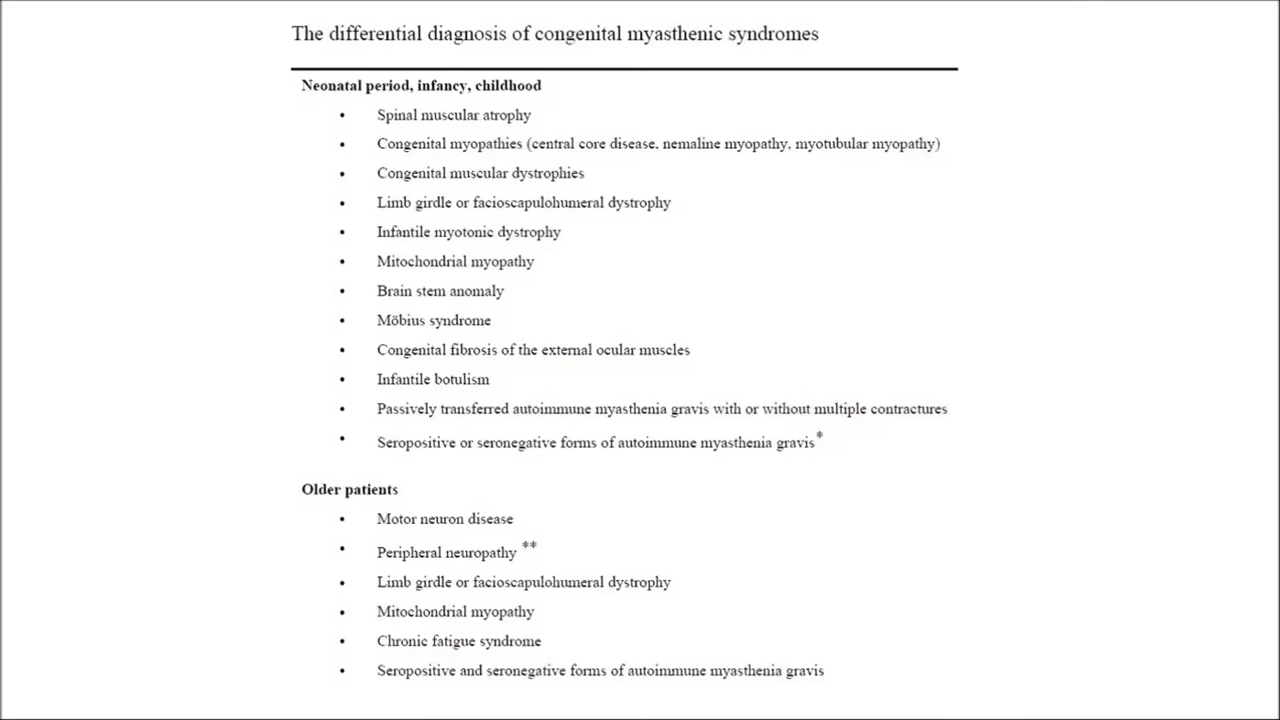 The differential diagnosis of congenital myasthenic syndromes
Neonatal period, infancy, childhood
• Spinal muscular atrophy
• Congenital myopathies (central core disease, nemaline myopathy, myotubular myopathy)
• Congenital muscular dystrophies
• Limb girdle or facioscapulohumeral dystrophy
• Infantile myotonic dystrophy
• Mitochondrial myopathy
• Brain stem anomaly
• Möbius syndrome
• Congenital fibrosis of the external ocular muscles
• Infantile botulism
• Passively transferred autoimmune myasthenia gravis with or without multiple contractures
• Seropositive or seronegative forms of autoimmune myasthenia gravis*
Older patients
• Motor neuron disease
• Peripheral neuropathy **
• Limb girdle or facioscapulohumeral dystrophy
• Mitochondrial myopathy
• Chronic fatigue syndrome
• Seropositive and seronegative forms of autoimmune myasthenia gravis